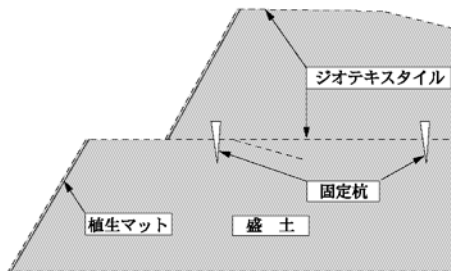 ジオテキスタイル
固定杭
植生マット
盛　土